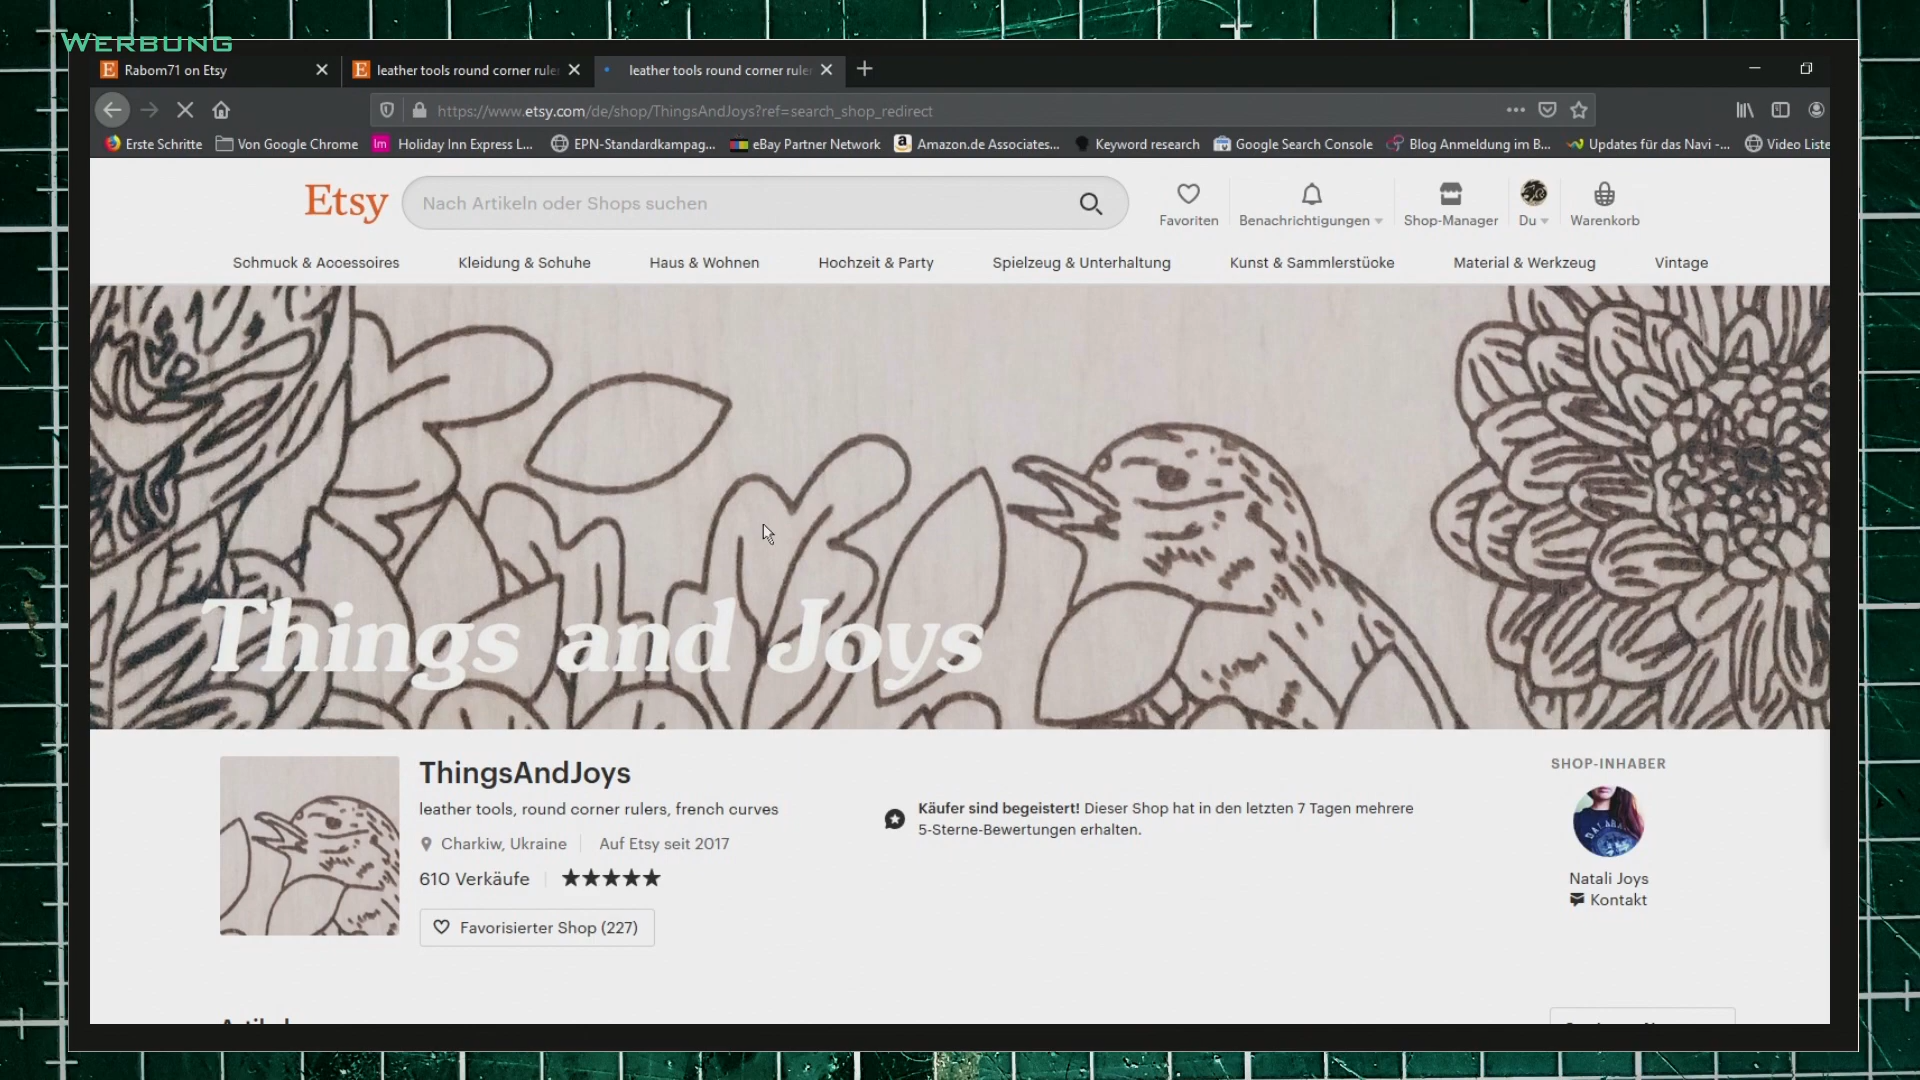 WERBUNG
Rabom71 on Etsy
leather tools round corner rule
leather tools round corner ruler
https://www.etsy.com/de/shop/ThingsAndJoys?ref=search_shop_redirect
Erste Schritte
Von Google Chrome
Im
Holiday Inn Express L...
EPN-Standardkampag...
eBay Partner Network
a
Amazon.de Associates...
Keyword research
Google Search Console
Blog Anmeldung im B...
Updates für das Navi -...
Video Liste
Etsy
Nach Artikeln oder Shops suchen
Favoriten
Benachrichtigungen
Shop-Manager
Du
Warenkorb
Schmuck & Accessoires
Kleidung & Schuhe
Haus & Wohnen
Hochzeit & Party
Spielzeug & Unterhaltung
Kunst & Sammlerstücke
Material & Werkzeug
Vintage
Things and Joys
ThingsAndJoys
leather tools, round corner rulers, french curves
Charkiw, Ukraine
Auf Etsy seit 2017
610 Verkäufe
Favorisierter Shop (227)
Käufer sind begeistert! Dieser Shop hat in den letzten 7 Tagen mehrere
5-Sterne-Bewertungen erhalten.
SHOP-INHABER
Natali Joys
Kontakt